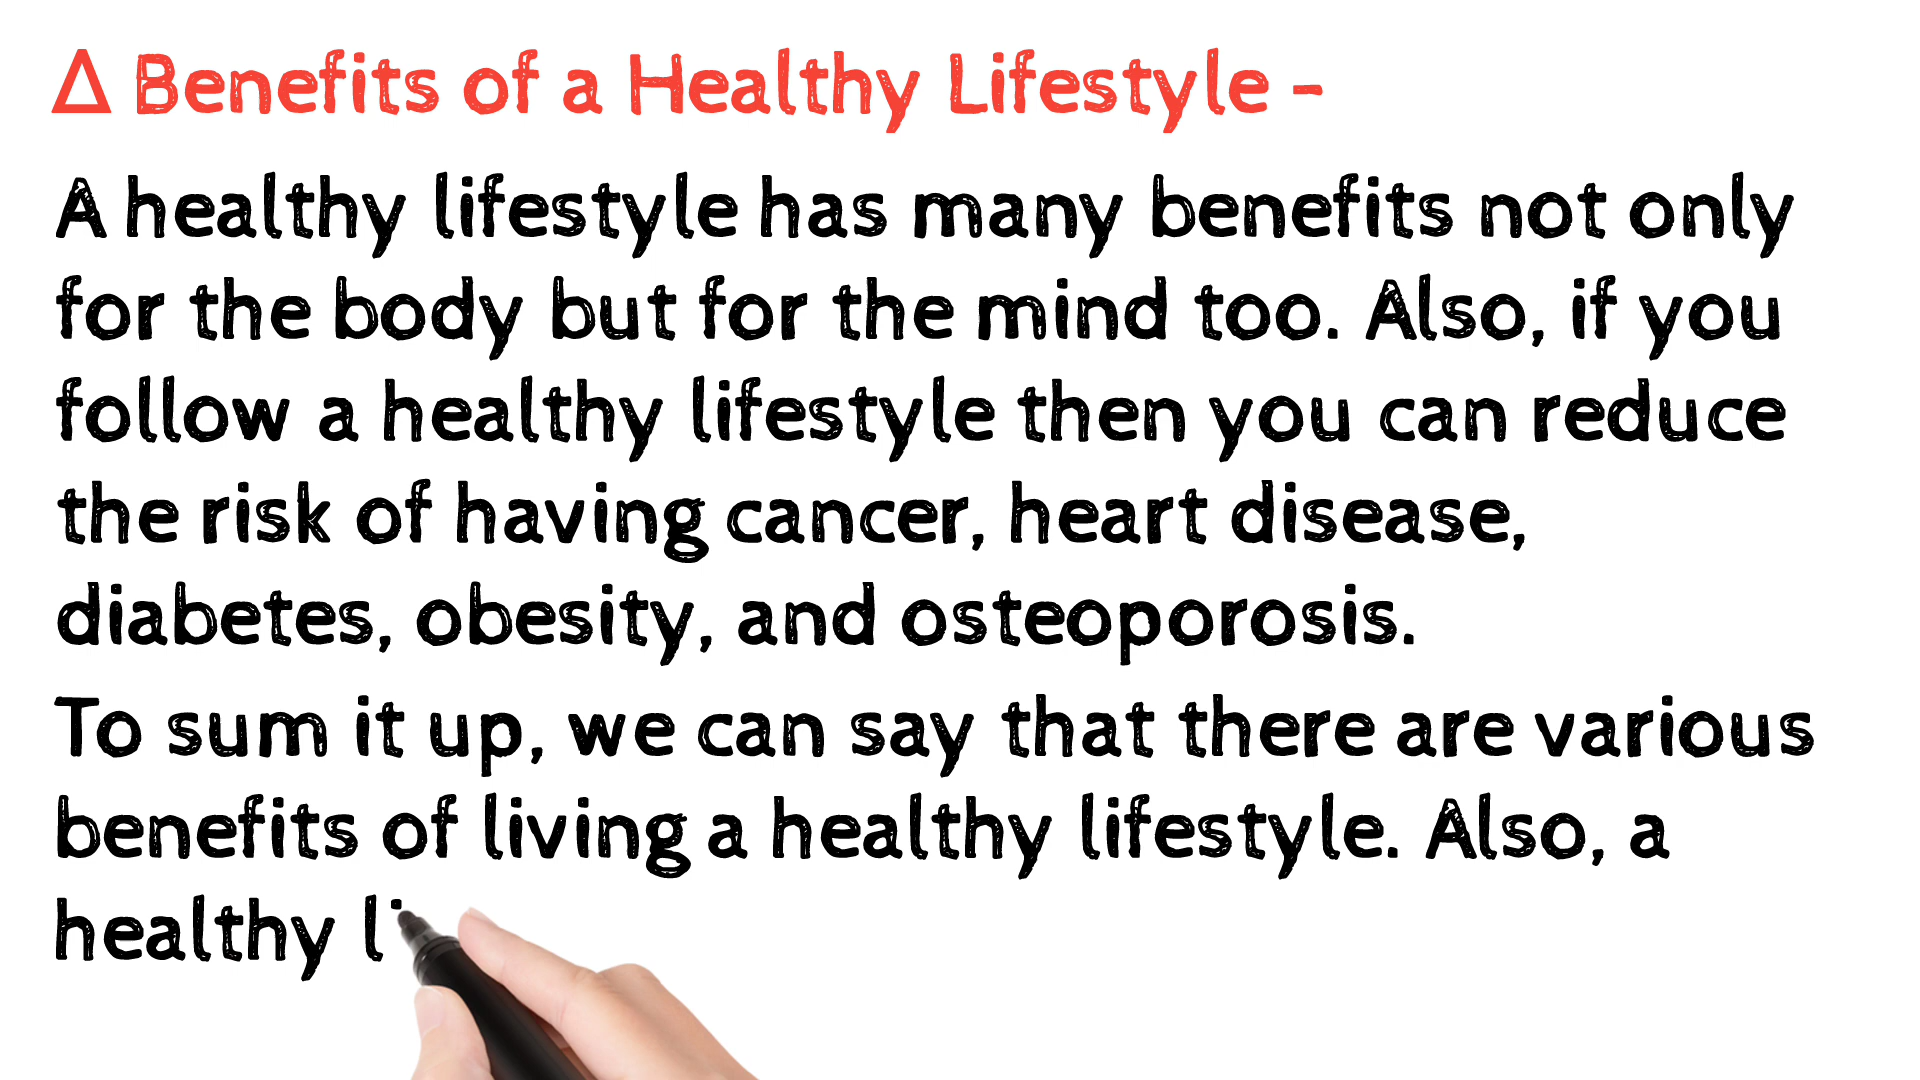 Δ Benefits of a Healthy Lifestyle -
A healthy lifestyle has many benefits not only
for the body but for the mind too. Also, if you
follow a healthy lifestyle then you can reduce
the risk of having cancer, heart disease,
diabetes, obesity, and osteoporosis.
To sum it up, we can say that there are various
benefits of living a healthy lifestyle. Also, a
healthy